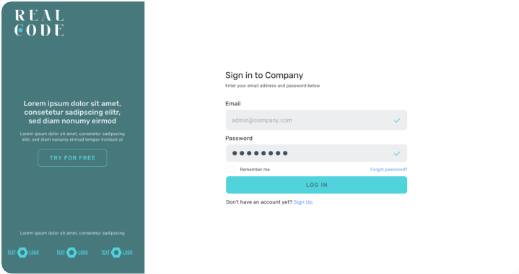 REAL
CODE
Lorem ipsum dolor sit amet,
consetetur sadipscing elitr,
sed diam nonumy eirmod
Lorem ipsum dolor sit amet, consetetur sadipscing
elitr, sed diam nonumy eirmod tempor invidunt ut
TRY FOR FREE
Lorem ipsum dolor sit amet, consetetur sadipscing
TEXT LOGO TEXT LOGO TEXT LOGO
Sign in to Company
Enter your email address and password below
Email
admin@company.com
Password
Remember me Forgot password?
LOG IN
Don't have an account yet? Sign Up.